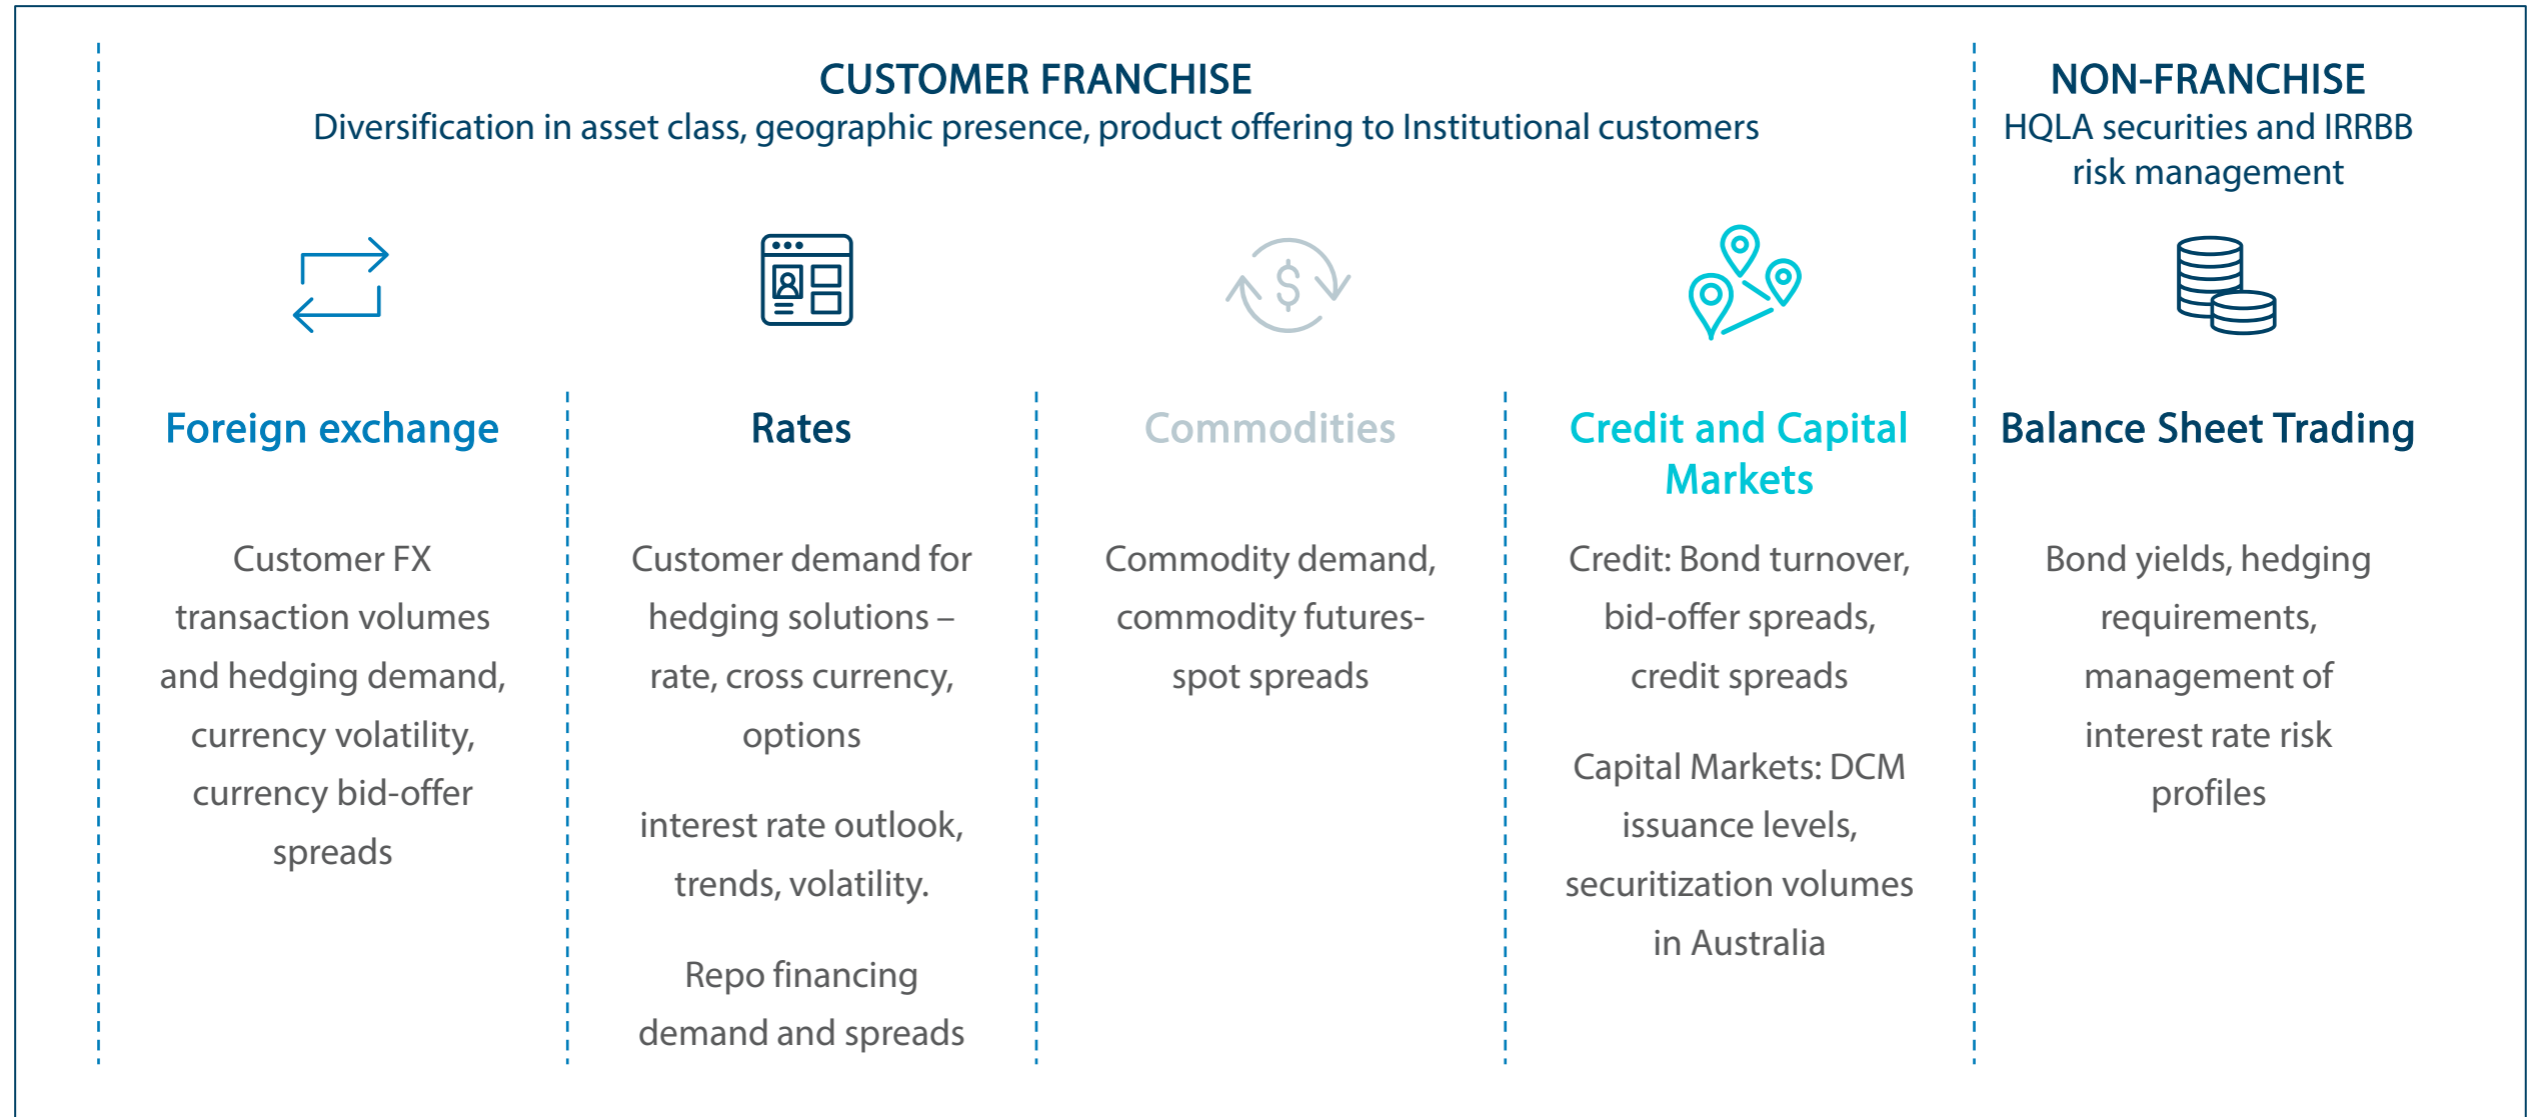 CUSTOMER FRANCHISE
Diversification in asset class, geographic presence, product offering to Institutional customers
NON-FRANCHISE
HQLA securities and IRRBB
risk management
$
Foreign exchange
Customer FX
transaction volumes
and hedging demand,
currency volatility,
currency bid-offer
spreads
Rates
Customer demand for
hedging solutions –
rate, cross currency,
options
interest rate outlook,
trends, volatility.
Repo financing
demand and spreads
Commodities
Commodity demand,
commodity futures-
spot spreads
Credit and Capital
Markets
Credit: Bond turnover,
bid-offer spreads,
credit spreads
Capital Markets: DCM
issuance levels,
securitization volumes
in Australia
Balance Sheet Trading
Bond yields, hedging
requirements,
management of
interest rate risk
profiles